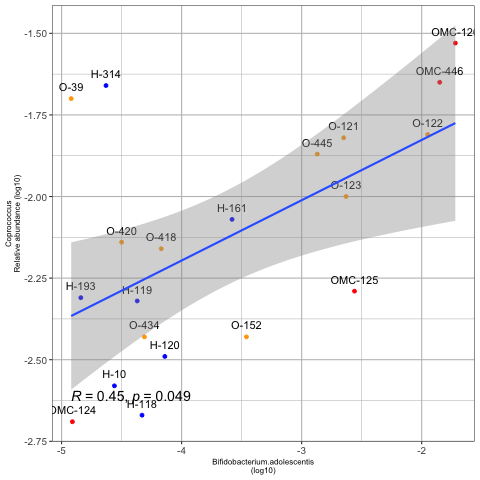 OMC-126
-1.50
OMC-446
H-314
O-39
-1.75
O-122
O-121
O-445
O-123
-2.00
H-161
O-420
O-418
Coprococcus
Relative abundance (log10)
-2.25
OMC-125
H-193
H-119
O-434
O-152
H-120
-2.50
H-10
R = 0.45, p = 0.049
H-118
OMC-124
-2.75
-5 -4 -3 -2
Bifidobacterium.adolescentis
(log10)